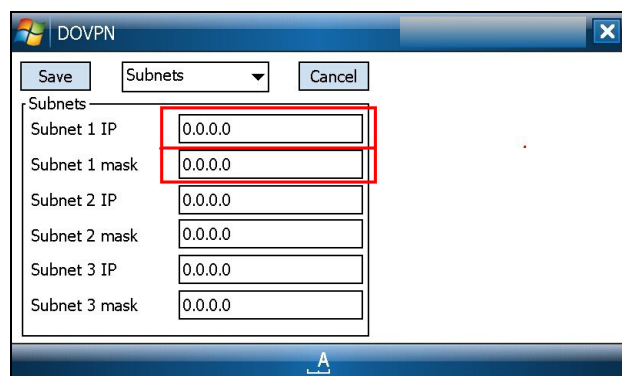 DOVPN
Save Subnets Cancel
Subnets
Subnet 1 IP 0.0.0.0
Subnet 1 mask 0.0.0.0
Subnet 2 IP 0.0.0.0
Subnet 2 mask 0.0.0.0
Subnet 3 IP 0.0.0.0
Subnet 3 mask 0.0.0.0
A